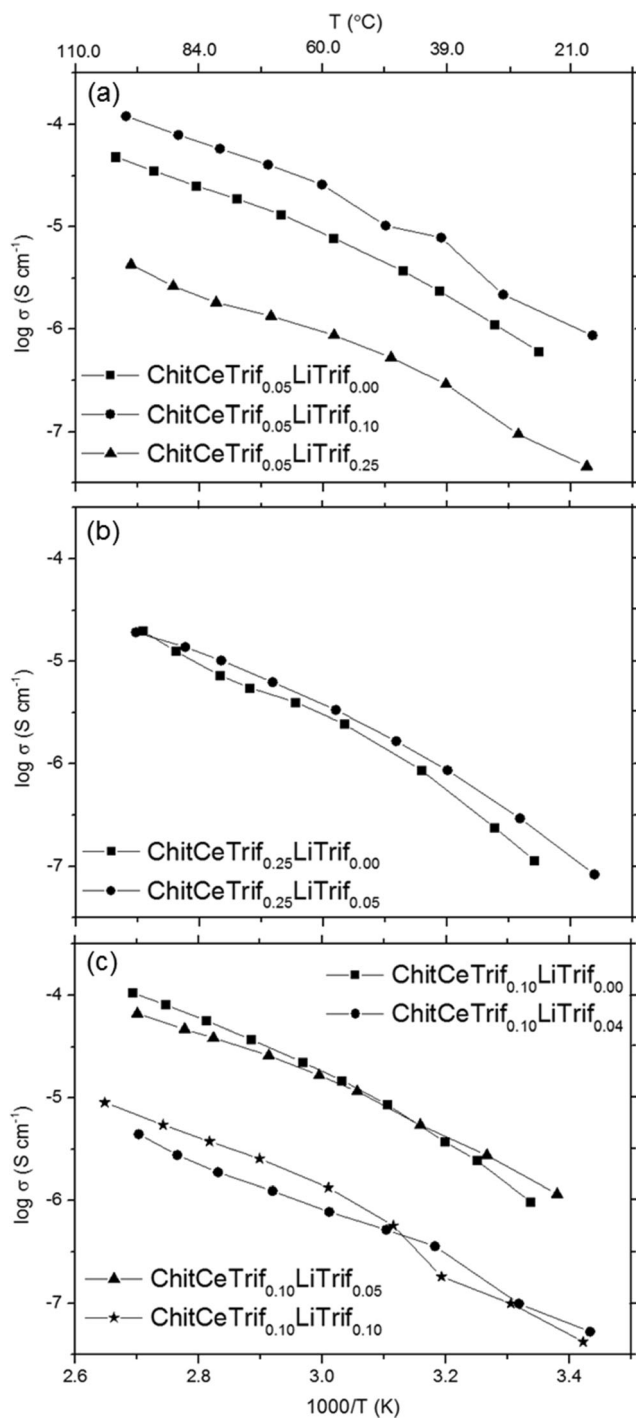 T (°C)
110.0 84.0 60.0 39.0 21.0
(a)
-4
-5
-6
-7
log σ (S cm⁻¹)
ChitCeTrif₀.₀₅LiTrif₀.₀₀
ChitCeTrif₀.₀₅LiTrif₀.₁₀
ChitCeTrif₀.₀₅LiTrif₀.₂₅
(b)
-4
-5
-6
-7
log σ (S cm⁻¹)
ChitCeTrif₀.₂₅LiTrif₀.₀₀
ChitCeTrif₀.₂₅LiTrif₀.₀₅
(c)
ChitCeTrif₀.₁₀LiTrif₀.₀₀
ChitCeTrif₀.₁₀LiTrif₀.₀₄
-4
-5
-6
-7
log σ (S cm⁻¹)
ChitCeTrif₀.₁₀LiTrif₀.₀₅
ChitCeTrif₀.₁₀LiTrif₀.₁₀
2.6 2.8 3.0 3.2 3.4
1000/T (K)